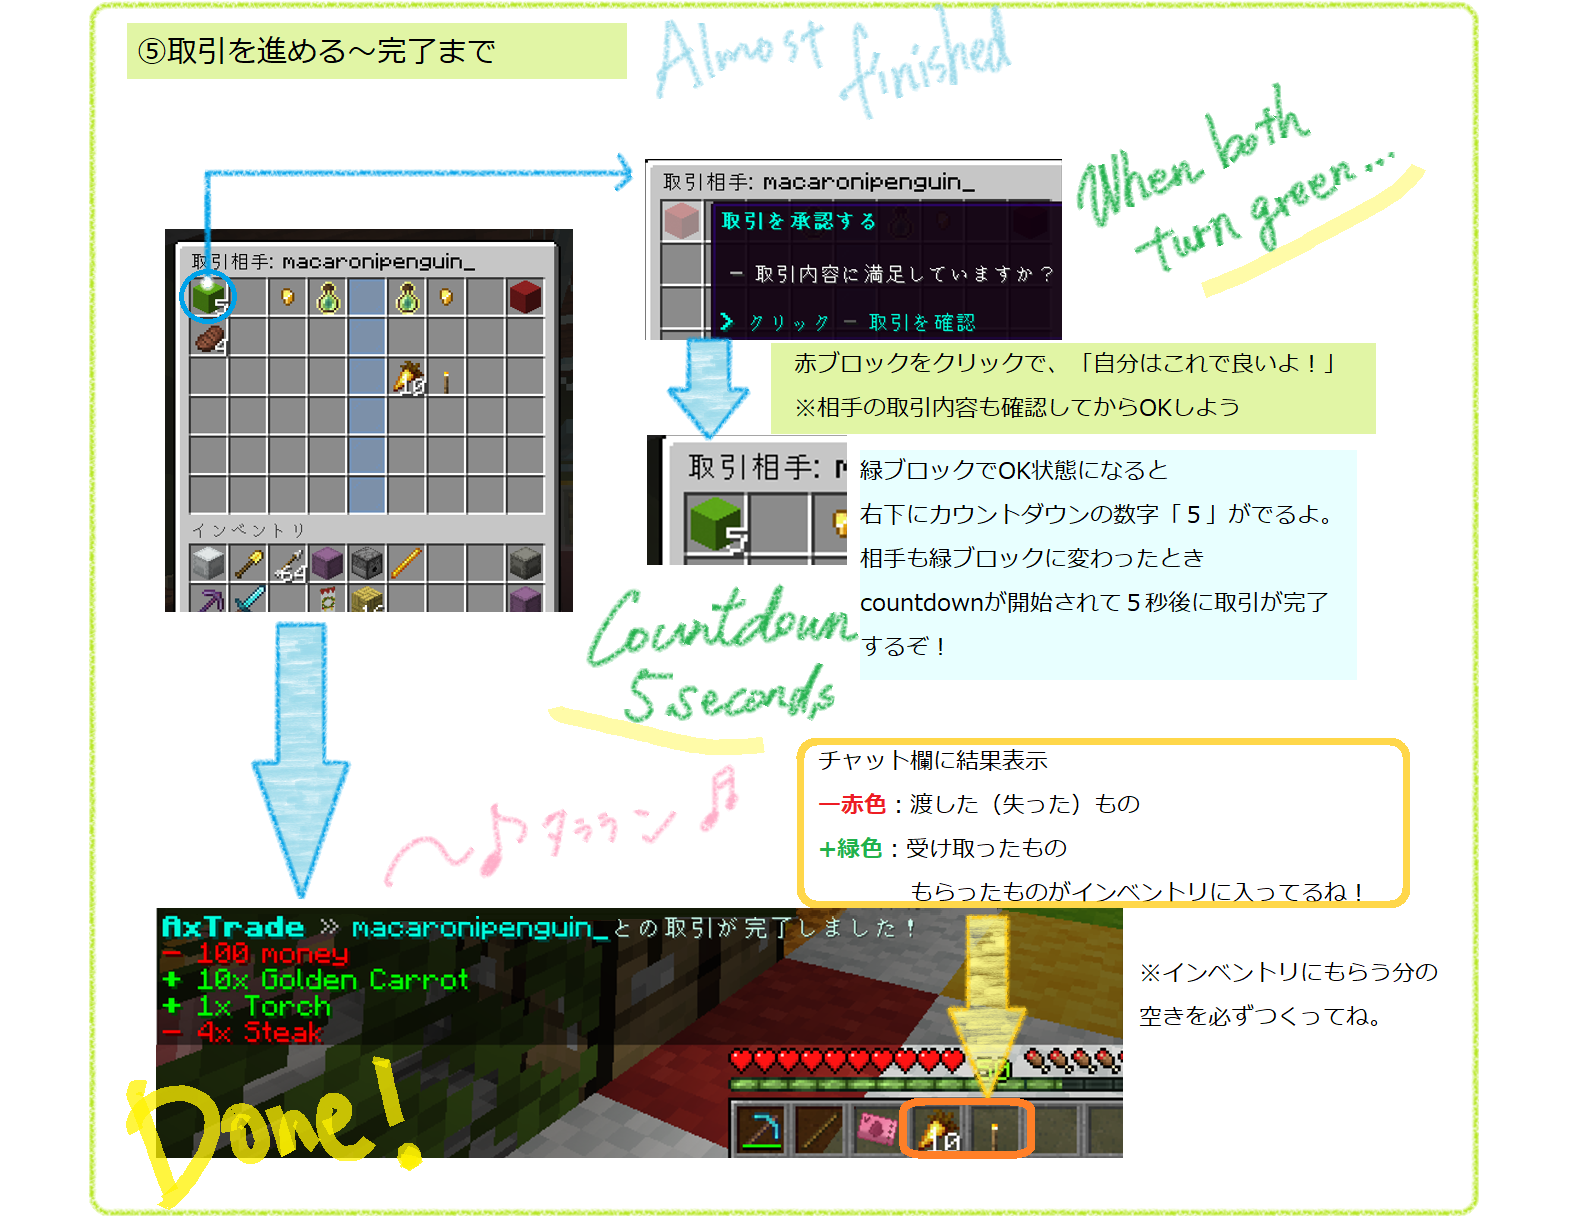 ⑤取引を進める～完了まで
Almost finished
When both
turn green...
取引相手: macaronipenguin_
5
4
10
インベントリ
64
16
取引相手: macaronipenguin_
取引を承認する
- 取引内容に満足していますか？
> クリック - 取引を確認
赤ブロックをクリックで、「自分はこれで良いよ！」
※相手の取引内容も確認してからOKしよう
取引相手:
5
緑ブロックでOK状態になると
右下にカウントダウンの数字「５」がでるよ。
相手も緑ブロックに変わったとき
countdownが開始されて５秒後に取引が完了
するぞ！
Countdown
5seconds
～♪タララン♫
チャット欄に結果表示
ー赤色：渡した（失った）もの
+緑色：受け取ったもの
もらったものがインベントリに入ってるね！
AxTrade » macaronipenguin_との取引が完了しました！
- 100 money
+ 10x Golden Carrot
+ 1x Torch
- 4x Steak
※インベントリにもらう分の
空きを必ずつくってね。
10
Done!